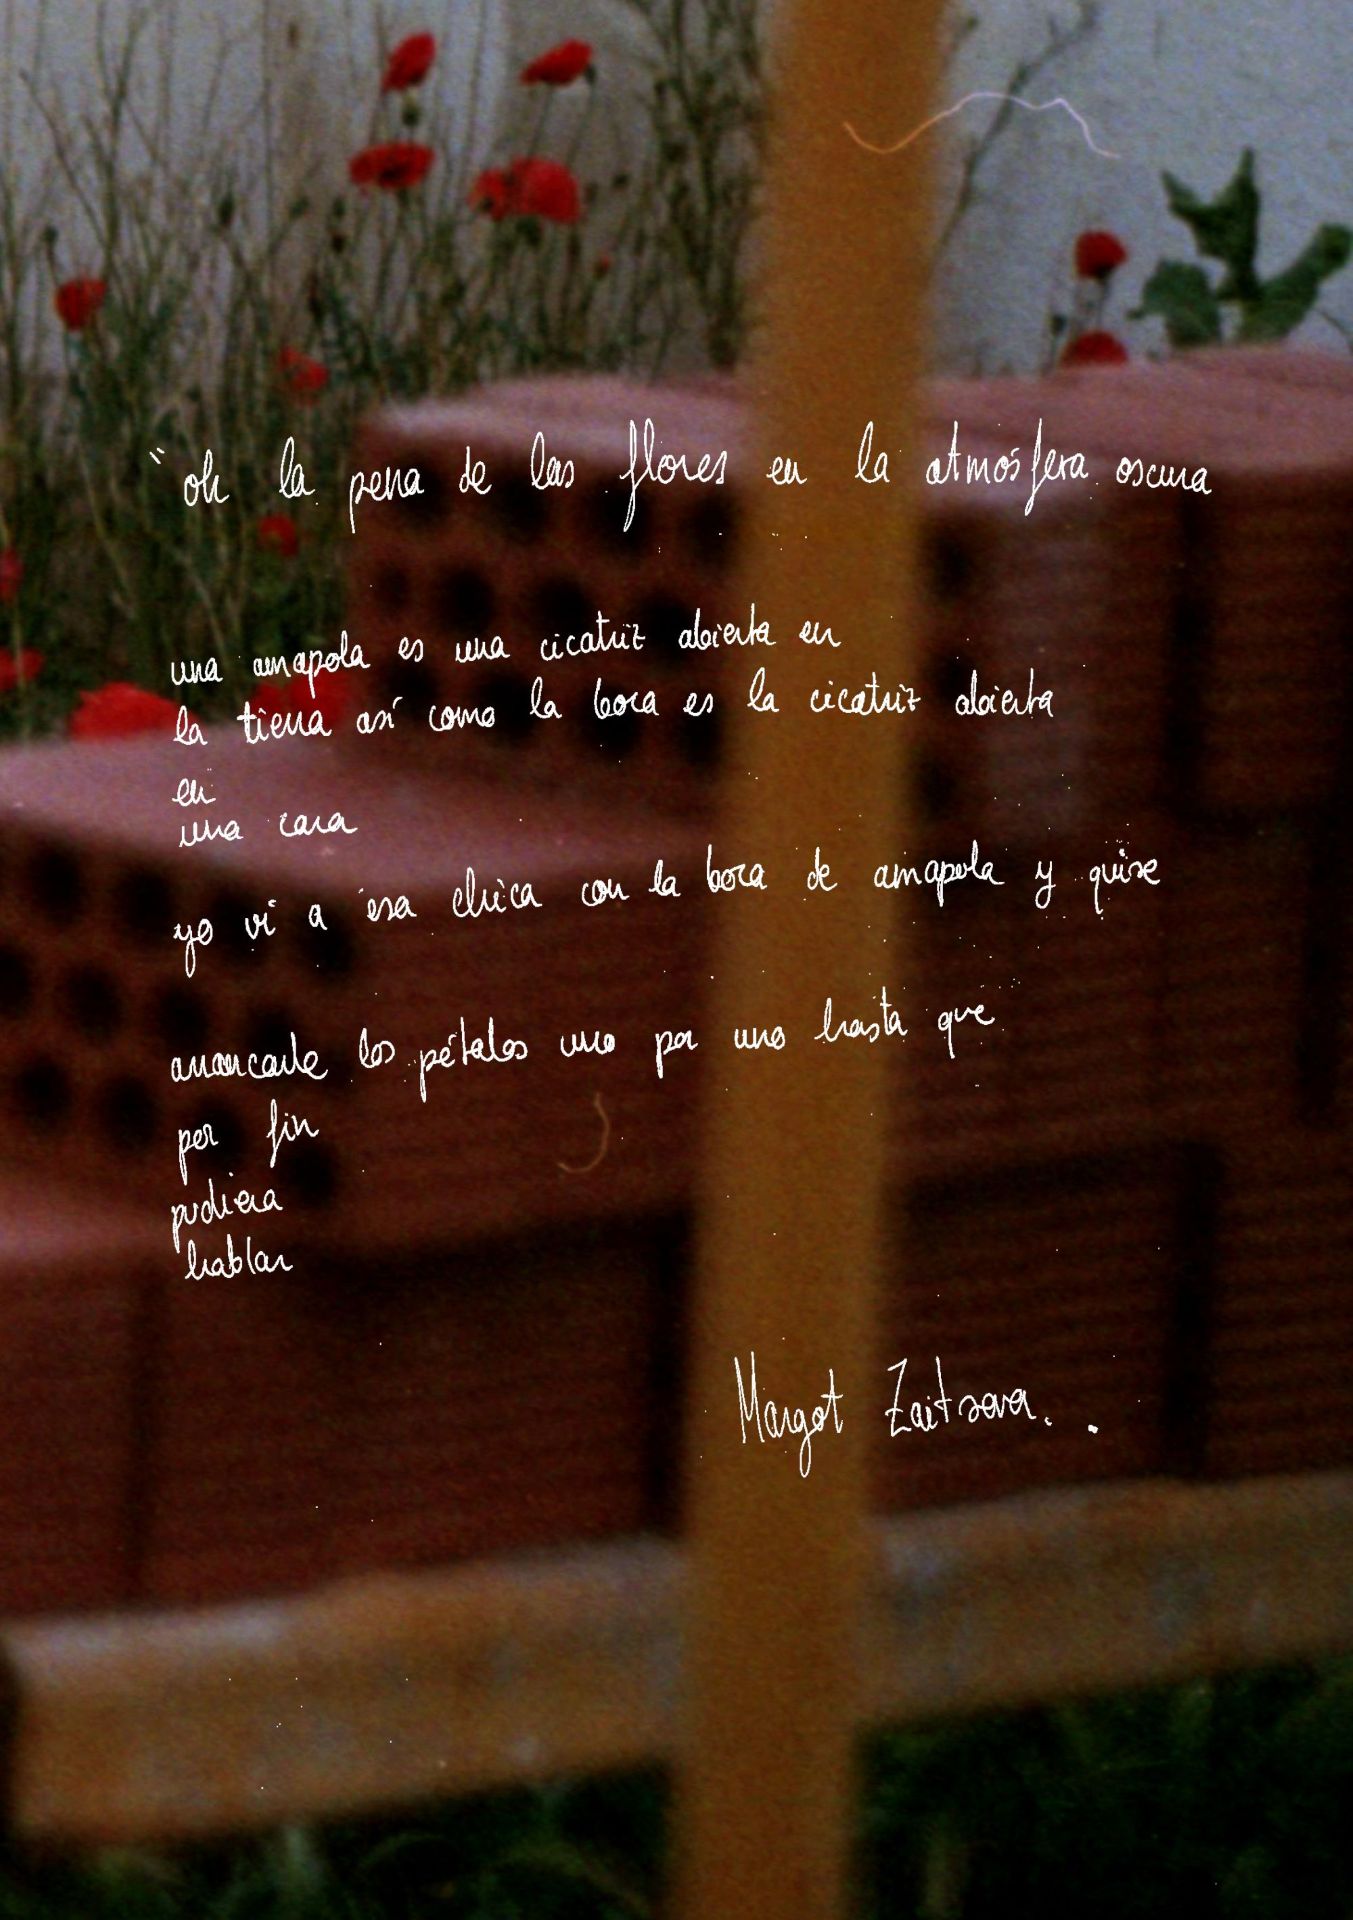 "oh la pena de las flores en la atmósfera oscura
una amapola es una cicatriz abierta en
la tierra así como la boca es la cicatriz abierta
en
una cara
yo vi a esa chica con la boca de amapola y quise
arrancarle los pétalos uno por uno hasta que
por fin
pudiera
hablar
Margot Zaitseva.